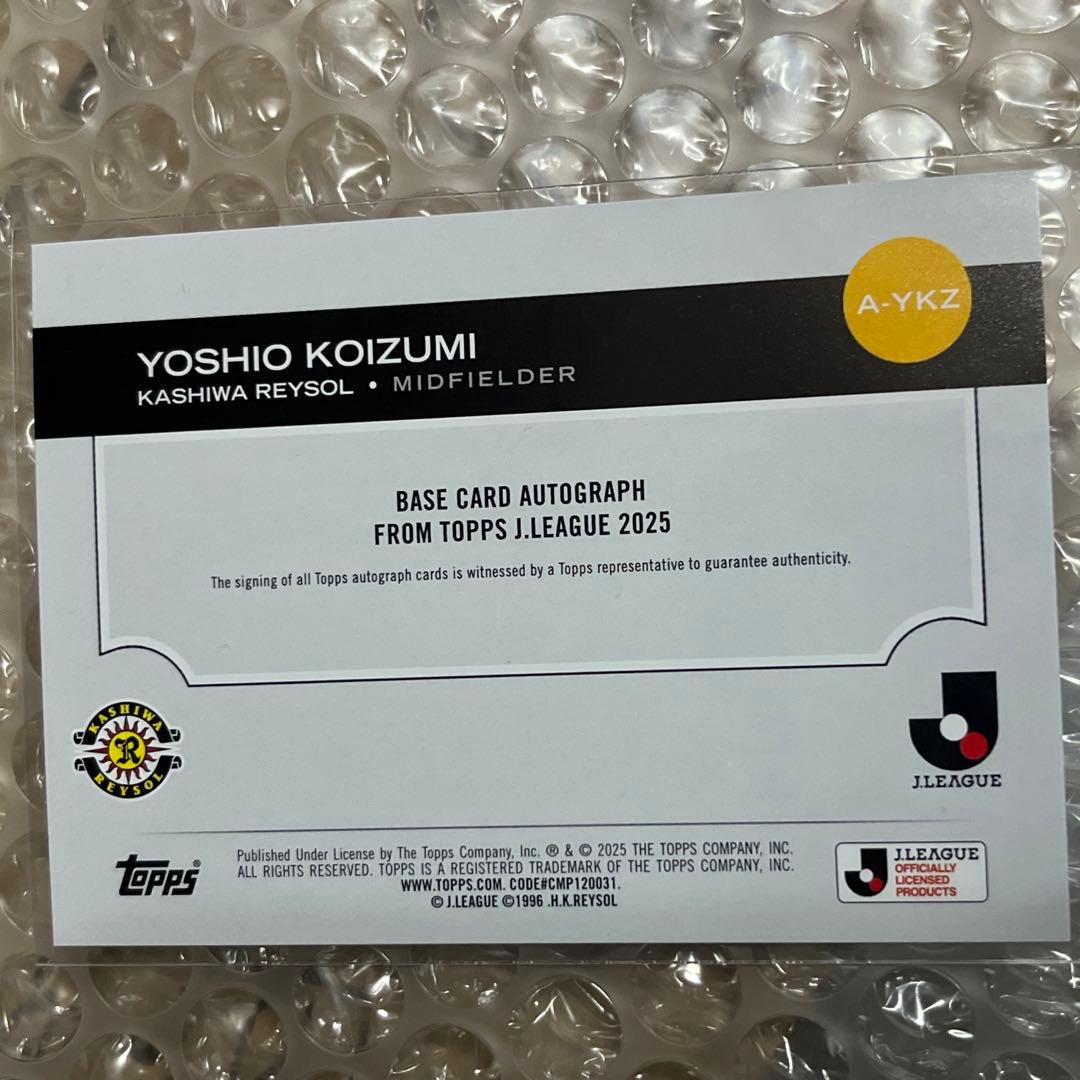 A-YKZ
YOSHIO KOIZUMI
KASHIWA REYSOL • MIDFIELDER
BASE CARD AUTOGRAPH
FROM TOPPS J.LEAGUE 2025
The signing of all Topps autograph cards is witnessed by a Topps representative to guarantee authenticity.
KASHIWA
R
REYSOL
J.LEAGUE
topps®
Published Under License by The Topps Company, Inc. ® & © 2025 THE TOPPS COMPANY, INC.
ALL RIGHTS RESERVED. TOPPS IS A REGISTERED TRADEMARK OF THE TOPPS COMPANY, INC.
WWW.TOPPS.COM. CODE#CMP120031.
© J.LEAGUE ©1996 .H.K.REYSOL
J.LEAGUE
OFFICIALLY
LICENSED
PRODUCTS